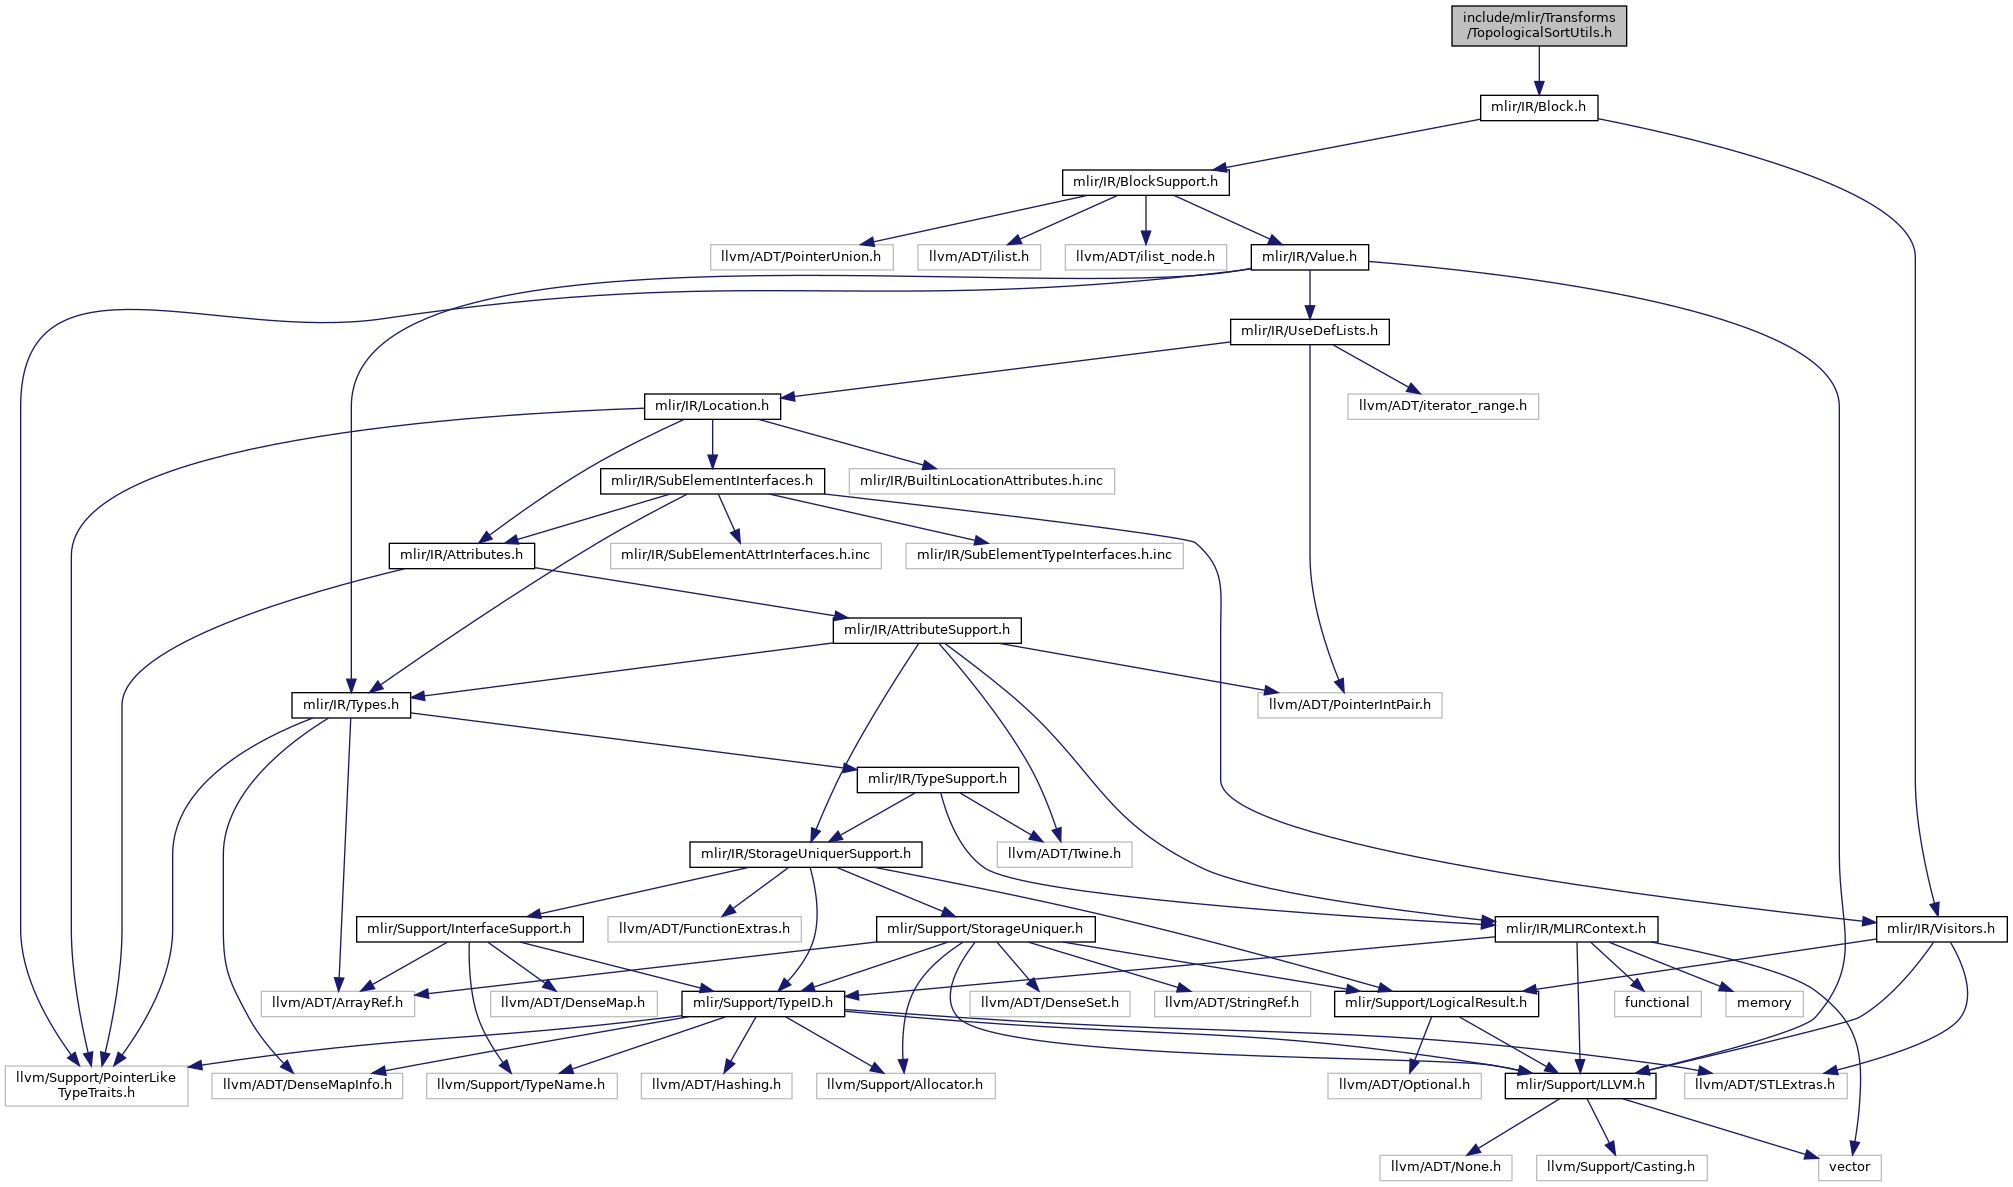 include/mlir/Transforms
/TopologicalSortUtils.h
mlir/IR/Block.h
mlir/IR/BlockSupport.h
llvm/ADT/PointerUnion.h
llvm/ADT/ilist.h
llvm/ADT/ilist_node.h
mlir/IR/Value.h
mlir/IR/UseDefLists.h
mlir/IR/Location.h
llvm/ADT/iterator_range.h
mlir/IR/SubElementInterfaces.h
mlir/IR/BuiltinLocationAttributes.h.inc
mlir/IR/Attributes.h
mlir/IR/SubElementAttrInterfaces.h.inc
mlir/IR/SubElementTypeInterfaces.h.inc
mlir/IR/AttributeSupport.h
mlir/IR/Types.h
llvm/ADT/PointerIntPair.h
mlir/IR/TypeSupport.h
mlir/IR/StorageUniquerSupport.h
llvm/ADT/Twine.h
mlir/Support/InterfaceSupport.h
llvm/ADT/FunctionExtras.h
mlir/Support/StorageUniquer.h
mlir/IR/MLIRContext.h
mlir/IR/Visitors.h
llvm/ADT/ArrayRef.h
llvm/ADT/DenseMap.h
mlir/Support/TypeID.h
llvm/ADT/DenseSet.h
llvm/ADT/StringRef.h
mlir/Support/LogicalResult.h
functional
memory
llvm/Support/PointerLike
TypeTraits.h
llvm/ADT/DenseMapInfo.h
llvm/Support/TypeName.h
llvm/ADT/Hashing.h
llvm/Support/Allocator.h
llvm/ADT/Optional.h
mlir/Support/LLVM.h
llvm/ADT/STLExtras.h
llvm/ADT/None.h
llvm/Support/Casting.h
vector